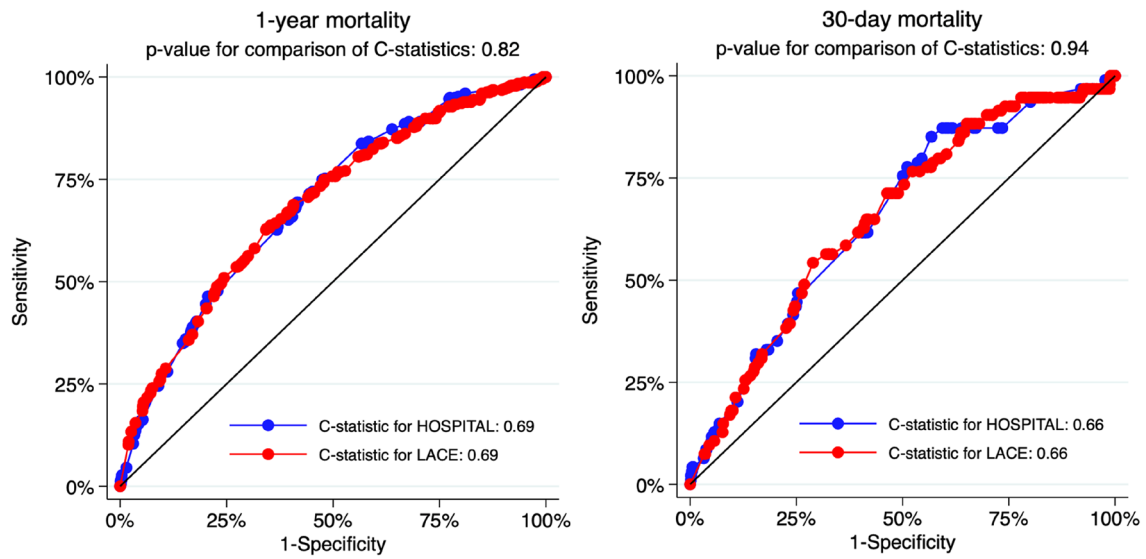 1-year mortality
p-value for comparison of C-statistics: 0.82
100%
75%
50%
25%
0%
Sensitivity
C-statistic for HOSPITAL: 0.69
C-statistic for LACE: 0.69
0%
25%
50%
75%
100%
1-Specificity
30-day mortality
p-value for comparison of C-statistics: 0.94
100%
75%
50%
25%
0%
Sensitivity
C-statistic for HOSPITAL: 0.66
C-statistic for LACE: 0.66
0%
25%
50%
75%
100%
1-Specificity